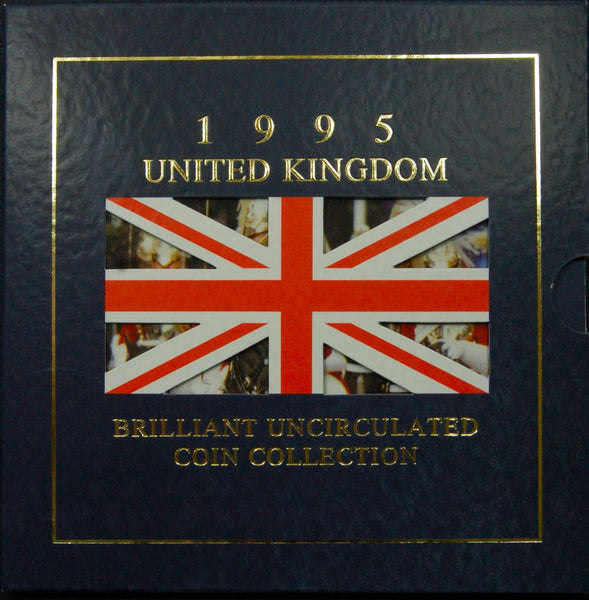 1 9 9 5
UNITED KINGDOM
BRILLIANT UNCIRCULATED
COIN COLLECTION